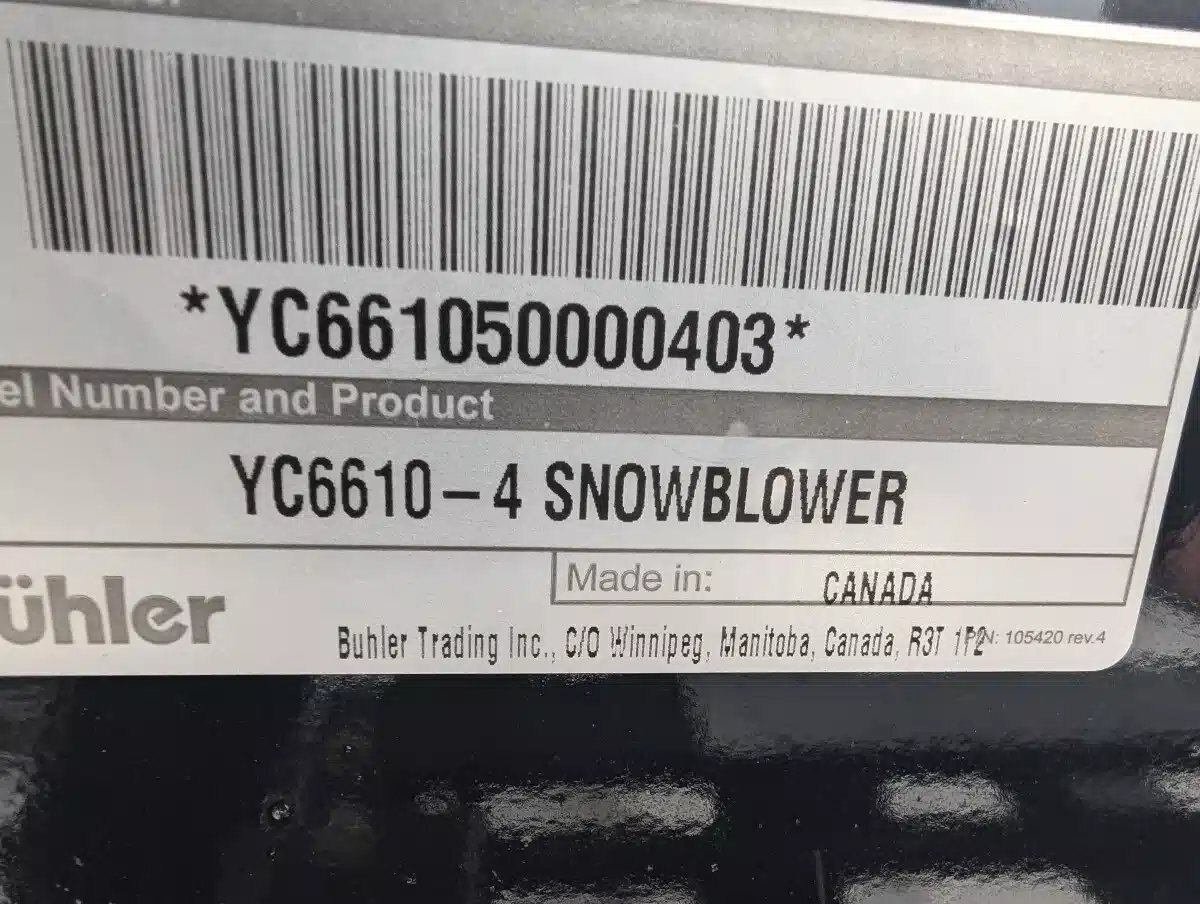 *YC661050000403*
el Number and Product
YC6610-4 SNOWBLOWER
Made in: CANADA
ühler
Buhler Trading Inc., C/O Winnipeg, Manitoba, Canada, R3T 1P2 P/N: 105420 rev.4